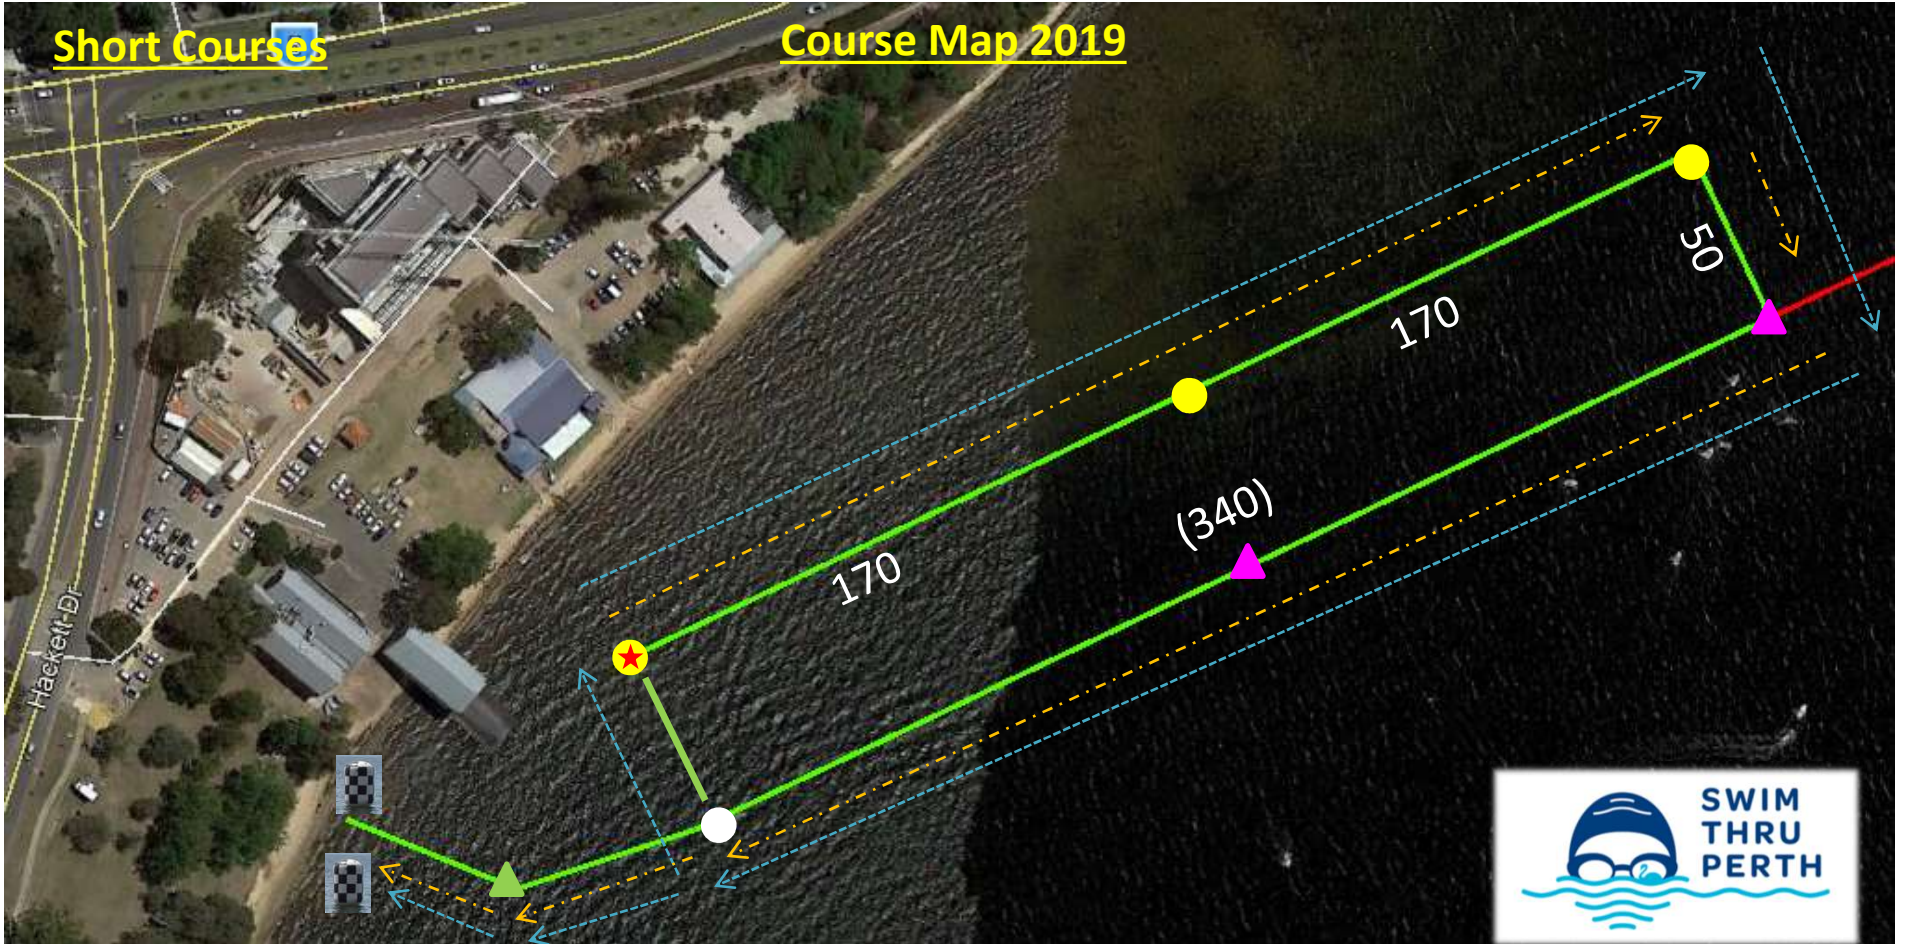 Short Courses
Course Map 2019
50
170
(340)
170
Hackett Dr
SWIM
THRU
PERTH